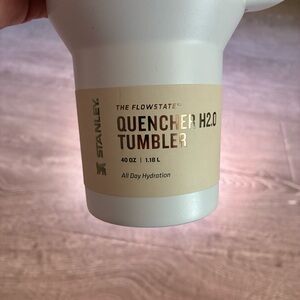 STANLEY
THE FLOWSTATE™
QUENCHER H2.0
TUMBLER
40 OZ | 1.18 L
All Day Hydration